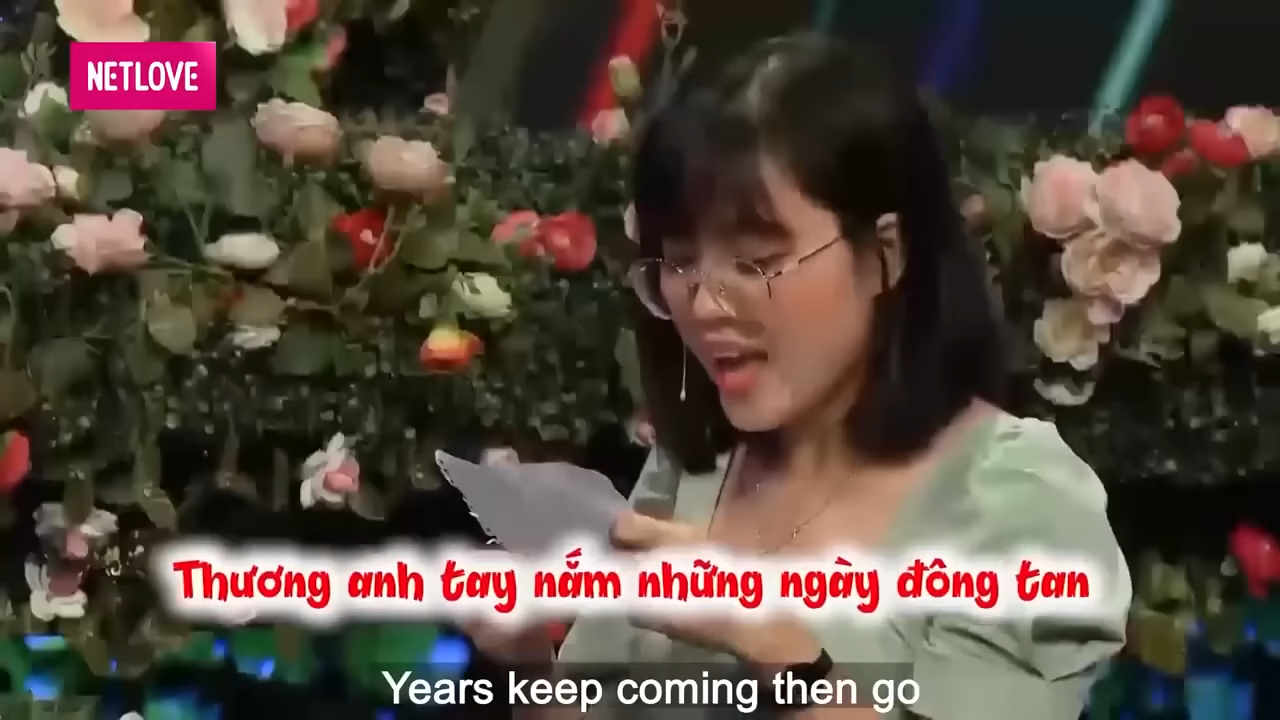 NETLOVE
Thương anh tay nắm những ngày đông tan
Years keep coming then go